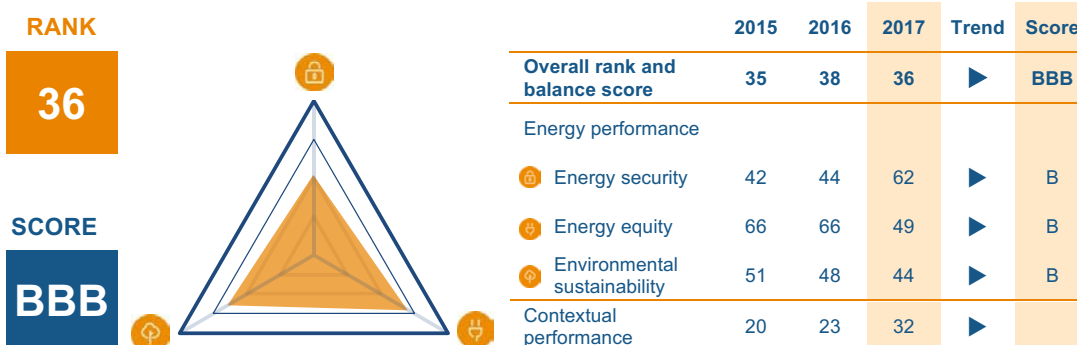 RANK
36
SCORE
BBB
2015 2016 2017 Trend Score
Overall rank and
balance score 35 38 36 BBB
Energy performance
Energy security 42 44 62 B
Energy equity 66 66 49 B
Environmental
sustainability 51 48 44 B
Contextual
performance 20 23 32